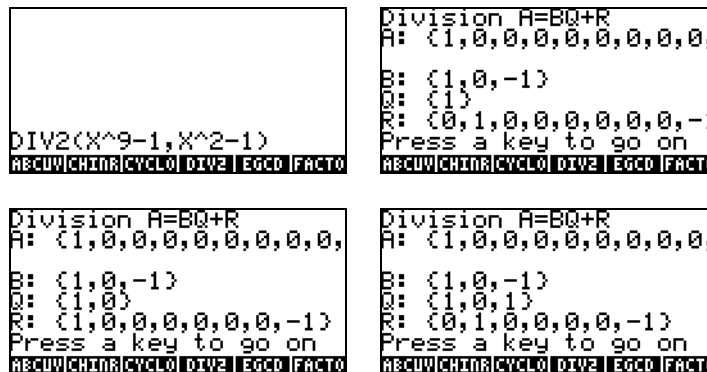 DIV2(X^9-1,X^2-1)
ABCUV CHINR CYCLO DIV2 EGCD FACTO
Division A=BQ+R
A: {1,0,0,0,0,0,0,0,0,
B: {1,0,-1}
Q: {1}
R: {0,1,0,0,0,0,0,0,-
Press a key to go on
ABCUV CHINR CYCLO DIV2 EGCD FACTO
Division A=BQ+R
A: {1,0,0,0,0,0,0,0,0,
B: {1,0,-1}
Q: {1,0}
R: {1,0,0,0,0,0,0,-1}
Press a key to go on
ABCUV CHINR CYCLO DIV2 EGCD FACTO
Division A=BQ+R
A: {1,0,0,0,0,0,0,0,0,
B: {1,0,-1}
Q: {1,0,1}
R: {0,1,0,0,0,0,-1}
Press a key to go on
ABCUV CHINR CYCLO DIV2 EGCD FACTO